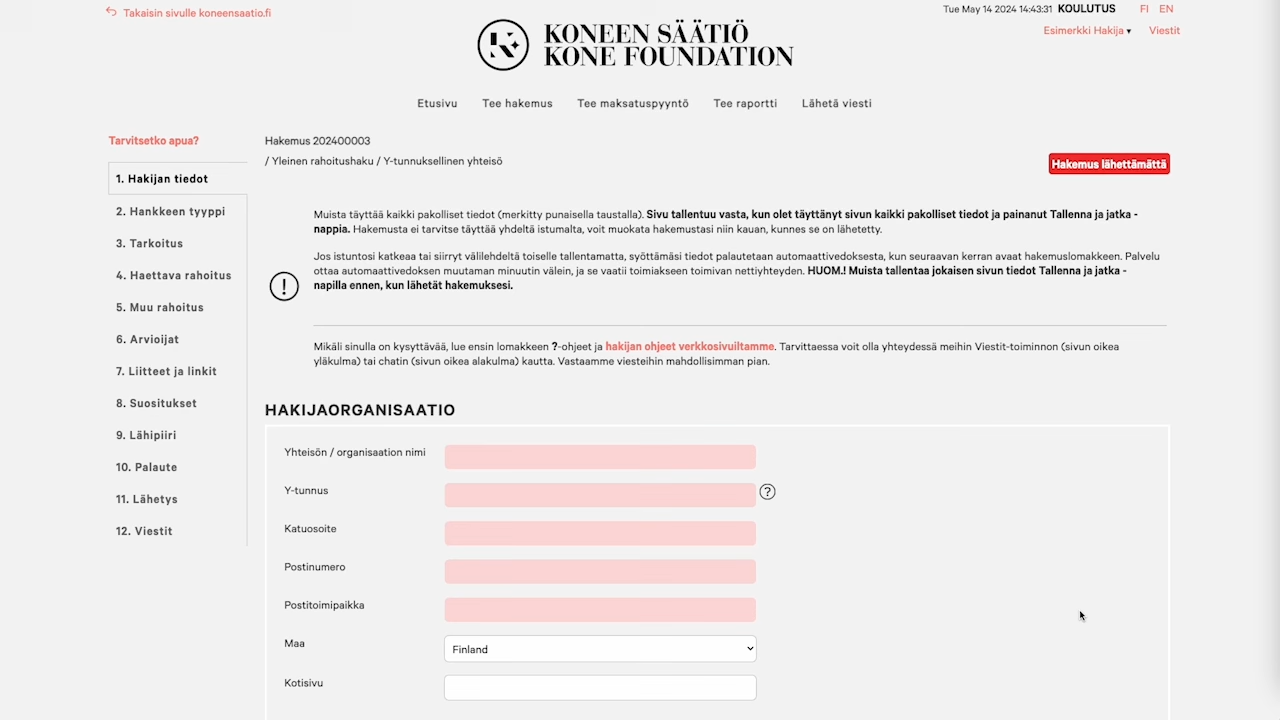 Takaisin sivulle koneensaatio.fi
Tue May 14 2024 14:43:31 KOULUTUS FI EN
Esimerkki Hakija ▾ Viestit
KONEEN SÄÄTIÖ
KONE FOUNDATION
Etusivu Tee hakemus Tee maksatuspyyntö Tee raportti Lähetä viesti
Tarvitsetko apua?
1. Hakijan tiedot
2. Hankkeen tyyppi
3. Tarkoitus
4. Haettava rahoitus
5. Muu rahoitus
6. Arvioijat
7. Liitteet ja linkit
8. Suositukset
9. Lähipiiri
10. Palaute
11. Lähetys
12. Viestit
Hakemus 202400003
/ Yleinen rahoitushaku / Y-tunnuksellinen yhteisö
Hakemus lähettämättä
Muista täyttää kaikki pakolliset tiedot (merkitty punaisella taustalla). Sivu tallentuu vasta, kun olet täyttänyt sivun kaikki pakolliset tiedot ja painanut Tallenna ja jatka -
nappia. Hakemusta ei tarvitse täyttää yhdeltä istumalta, voit muokata hakemustasi niin kauan, kunnes se on lähetetty.
Jos istuntosi katkeaa tai siirryt välilehdeltä toiselle tallentamatta, syöttämäsi tiedot palautetaan automaattivedoksesta, kun seuraavan kerran avaat hakemuslomakkeen. Palvelu
ottaa automaattivedoksen muutaman minuutin välein, ja se vaatii toimiakseen toimivan nettiyhteyden. HUOM.! Muista tallentaa jokaisen sivun tiedot Tallenna ja jatka -
napilla ennen, kun lähetät hakemuksesi.
Mikäli sinulla on kysyttävää, lue ensin lomakkeen ?-ohjeet ja hakijan ohjeet verkkosivuiltamme. Tarvittaessa voit olla yhteydessä meihin Viestit-toiminnon (sivun oikea
yläkulma) tai chatin (sivun oikea alakulma) kautta. Vastaamme viesteihin mahdollisimman pian.
HAKIJAORGANISAATIO
Yhteisön / organisaation nimi
Y-tunnus ?
Katuosoite
Postinumero
Postitoimipaikka
Maa Finland
Kotisivu